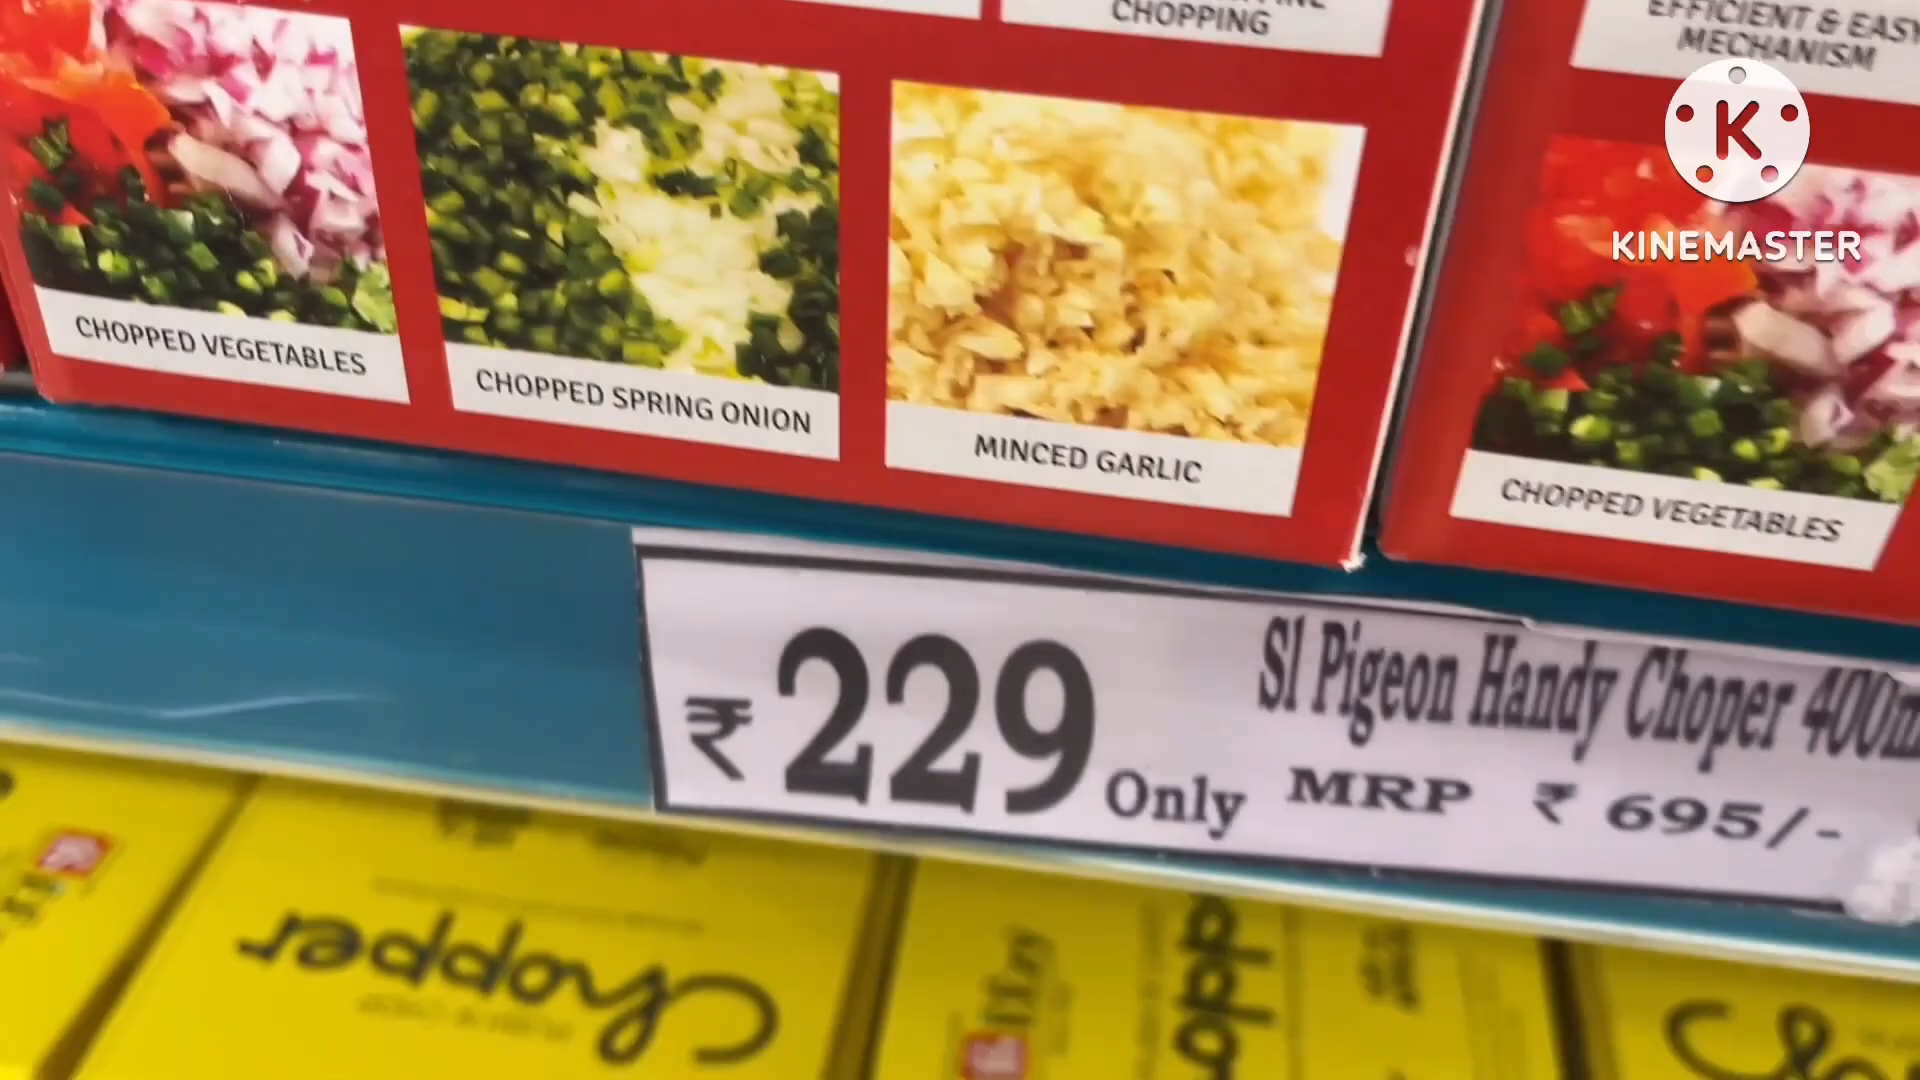 CHOPPING
EFFICIENT & EASY
MECHANISM
K
KINEMASTER
CHOPPED VEGETABLES
CHOPPED SPRING ONION
MINCED GARLIC
CHOPPED VEGETABLES
₹ 229 Only
Sl Pigeon Handy Choper 400m
MRP ₹ 695/-
Chopper